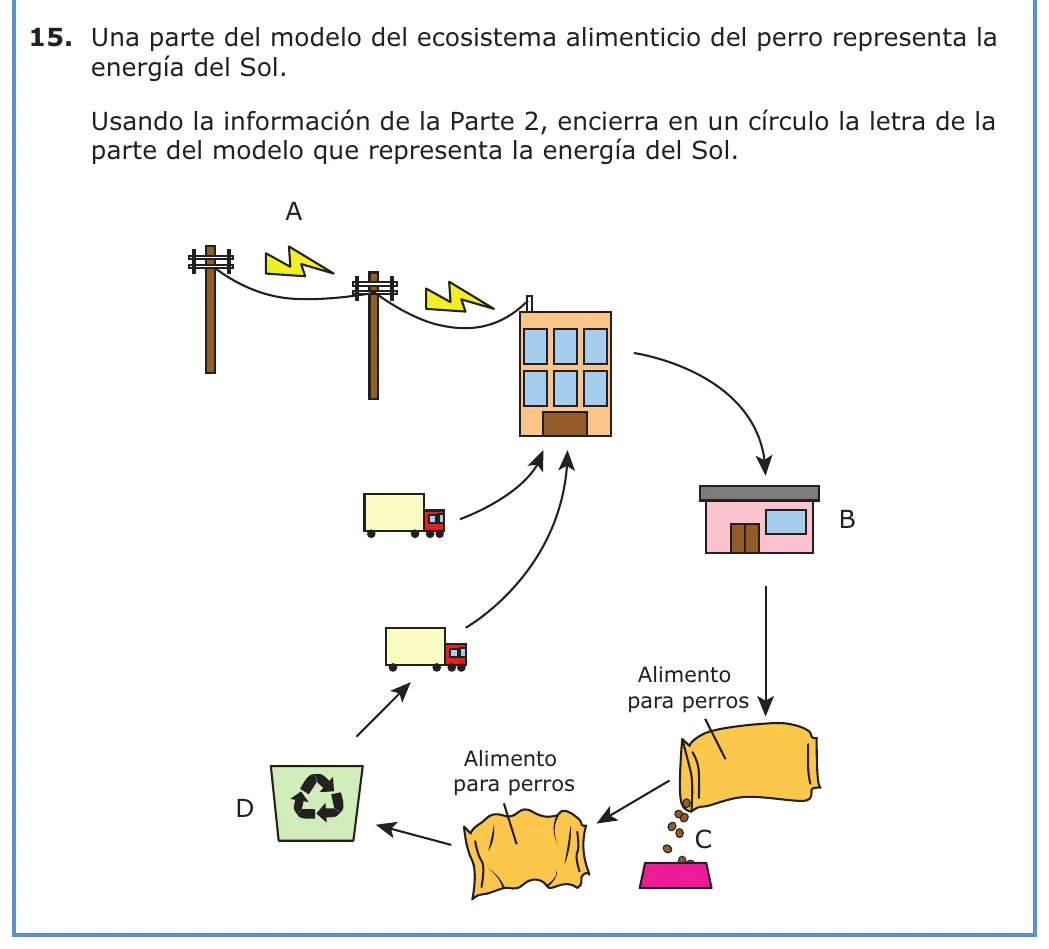 15. Una parte del modelo del ecosistema alimenticio del perro representa la
energía del Sol.
Usando la información de la Parte 2, encierra en un círculo la letra de la
parte del modelo que representa la energía del Sol.
A
B
Alimento
para perros
Alimento
para perros
D
C